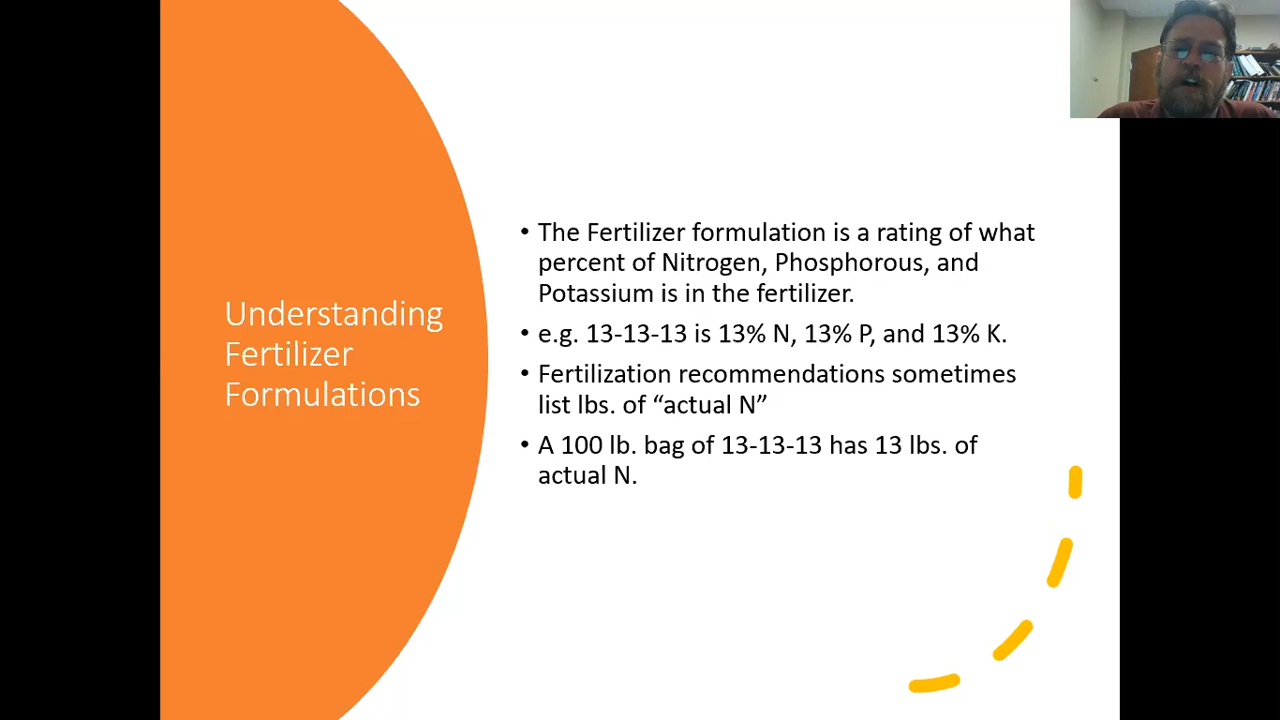 Understanding
Fertilizer
Formulations
• The Fertilizer formulation is a rating of what
percent of Nitrogen, Phosphorous, and
Potassium is in the fertilizer.
• e.g. 13-13-13 is 13% N, 13% P, and 13% K.
• Fertilization recommendations sometimes
list lbs. of “actual N”
• A 100 lb. bag of 13-13-13 has 13 lbs. of
actual N.